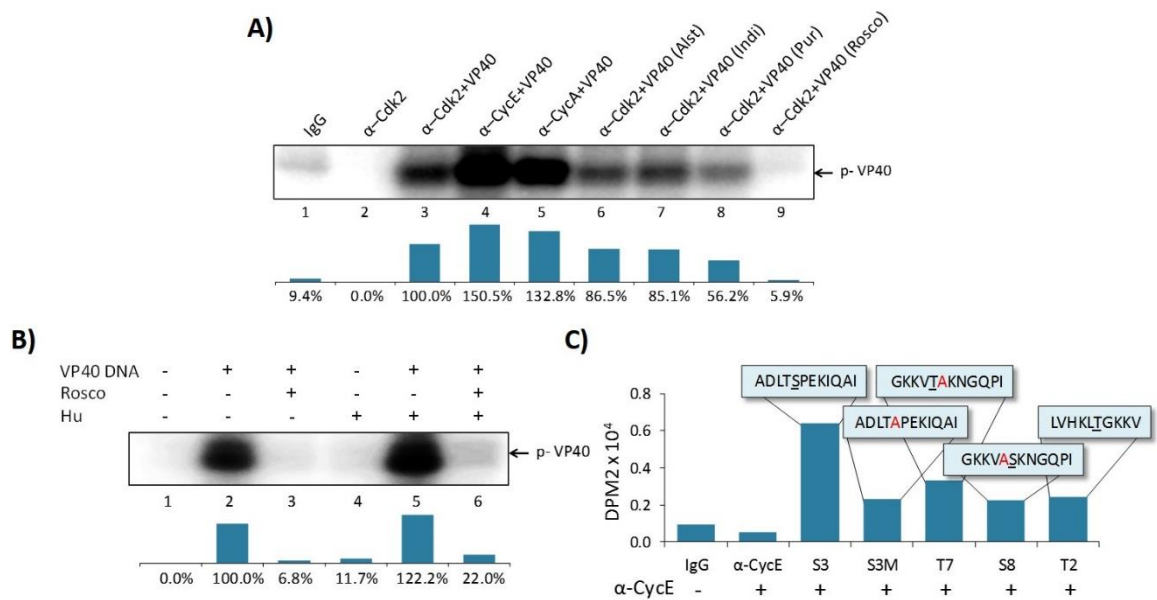 A)
IgG
α–Cdk2
α–Cdk2+VP40
α–CycE+VP40
α–CycA+VP40
α–Cdk2+VP40 (Alst)
α–Cdk2+VP40 (Indi)
α–Cdk2+VP40 (Pur)
α–Cdk2+VP40 (Rosco)
p- VP40
1 2 3 4 5 6 7 8 9
9.4% 0.0% 100.0% 150.5% 132.8% 86.5% 85.1% 56.2% 5.9%
B)
VP40 DNA - + + - + +
Rosco - - + - - +
Hu - - - + + +
p- VP40
1 2 3 4 5 6
0.0% 100.0% 6.8% 11.7% 122.2% 22.0%
C)
ADLTSPEKIQAI
GKKVTAKNGQPI
ADLTAPEKIQAI
LVHKLTGKKV
GKKVASKNGQPI
DPM2 x 10⁴
0.8
0.6
0.4
0.2
0.0
IgG α-CycE S3 S3M T7 S8 T2
α-CycE - + + + + + +